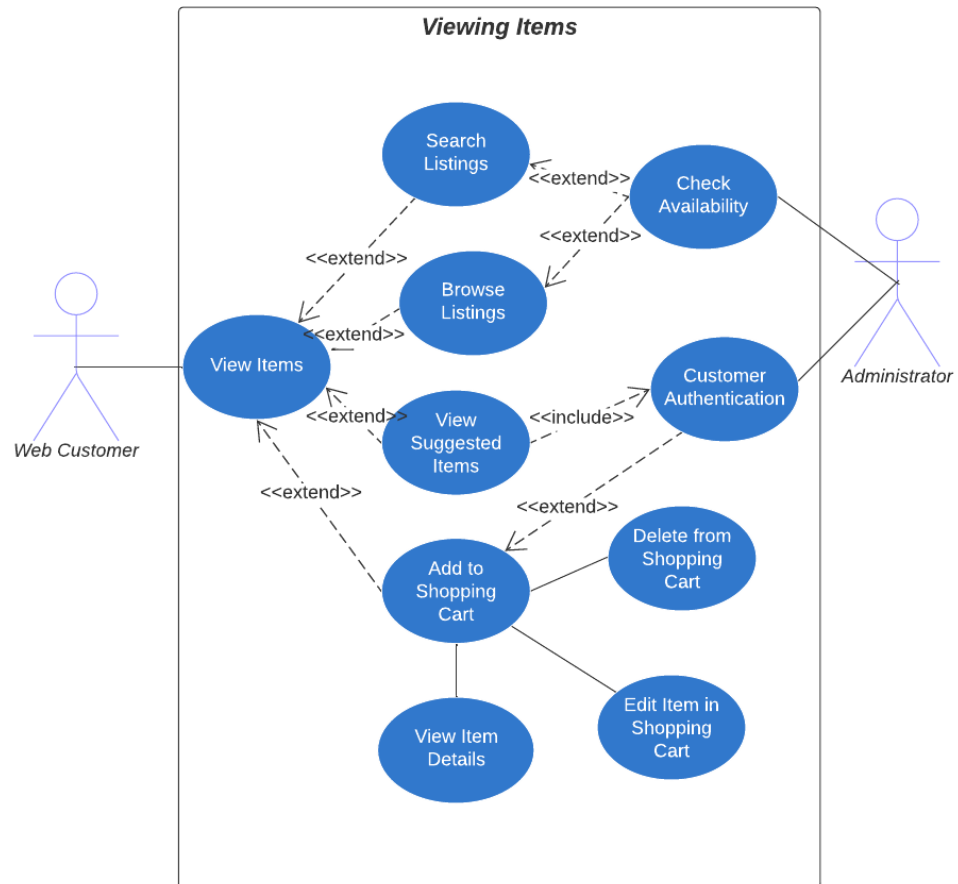 Viewing Items
Search
Listings
<<extend>>
Check
Availability
<<extend>>
<<extend>>
Browse
Listings
<<extend>>
View Items
Customer
Authentication
Administrator
<<extend>>
View
Suggested
Items
<<include>>
Web Customer
<<extend>>
<<extend>>
Delete from
Shopping
Cart
Add to
Shopping
Cart
Edit Item in
Shopping
Cart
View Item
Details